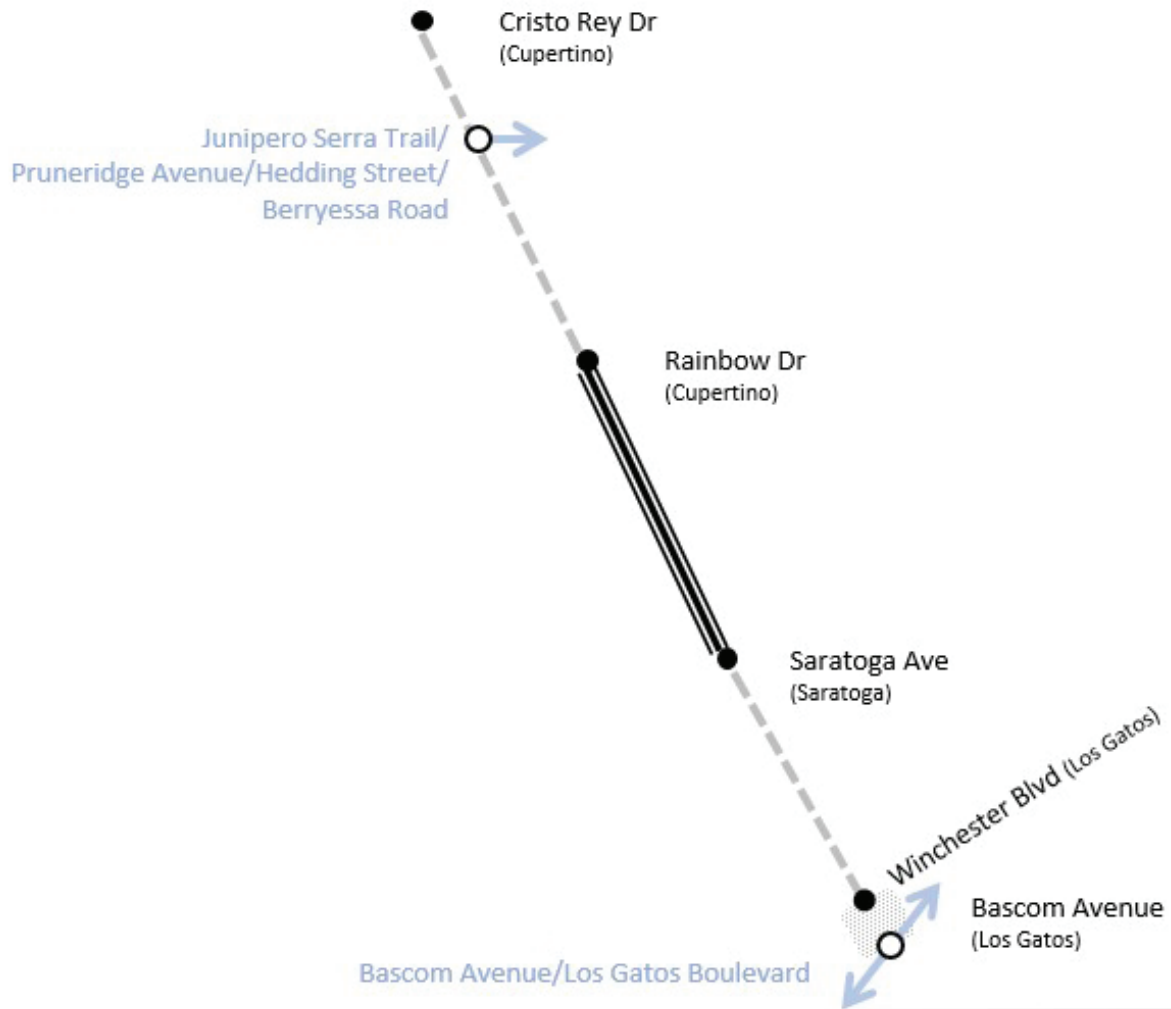 Cristo Rey Dr
(Cupertino)
Junipero Serra Trail/
Pruneridge Avenue/Hedding Street/
Berryessa Road
Rainbow Dr
(Cupertino)
Saratoga Ave
(Saratoga)
Winchester Blvd (Los Gatos)
Bascom Avenue
(Los Gatos)
Bascom Avenue/Los Gatos Boulevard